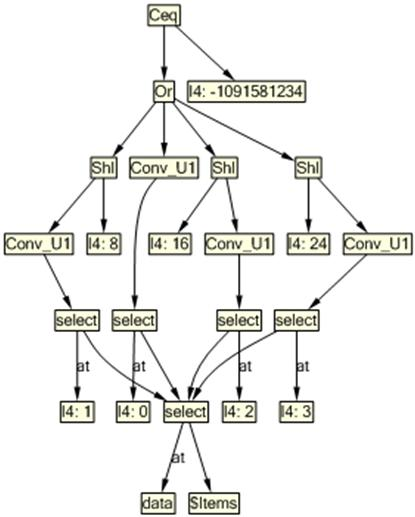 Ceq
Or
I4: -1091581234
Shl
Conv_U1
Shl
Shl
Conv_U1
I4: 8
I4: 16
Conv_U1
I4: 24
Conv_U1
select
select
select
select
at
at
at
at
I4: 1
I4: 0
select
I4: 2
I4: 3
at
data
$Items